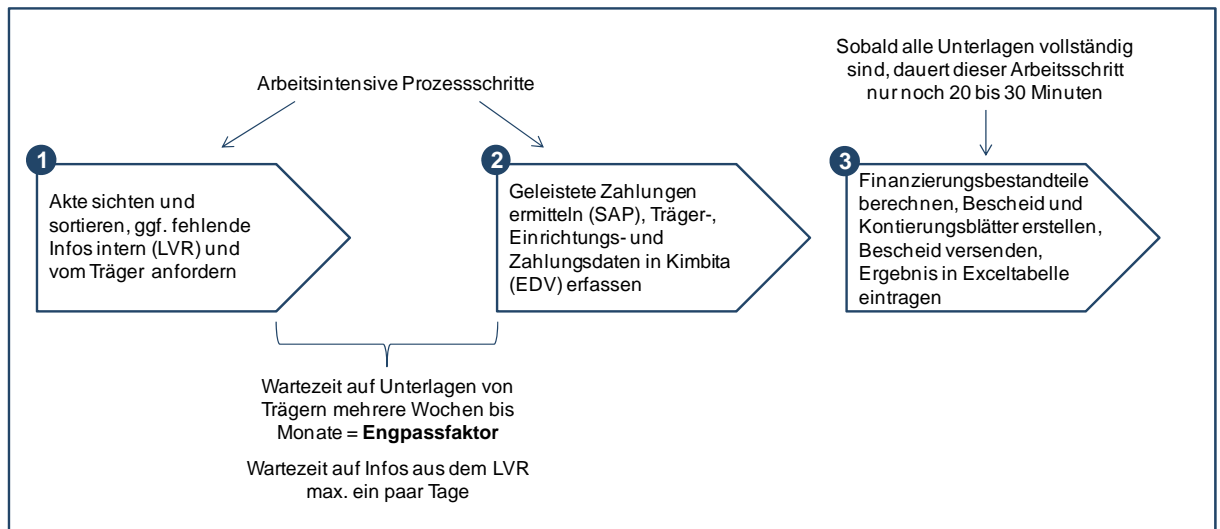 Arbeitsintensive Prozessschritte
Sobald alle Unterlagen vollständig
sind, dauert dieser Arbeitsschritt
nur noch 20 bis 30 Minuten
1
Akte sichten und
sortieren, ggf. fehlende
Infos intern (LVR) und
vom Träger anfordern
2
Geleistete Zahlungen
ermitteln (SAP), Träger-,
Einrichtungs- und
Zahlungsdaten in Kimbita
(EDV) erfassen
3
Finanzierungsbestandteile
berechnen, Bescheid und
Kontierungsblätter erstellen,
Bescheid versenden,
Ergebnis in Exceltabelle
eintragen
Wartezeit auf Unterlagen von
Trägern mehrere Wochen bis
Monate = Engpassfaktor
Wartezeit auf Infos aus dem LVR
max. ein paar Tage